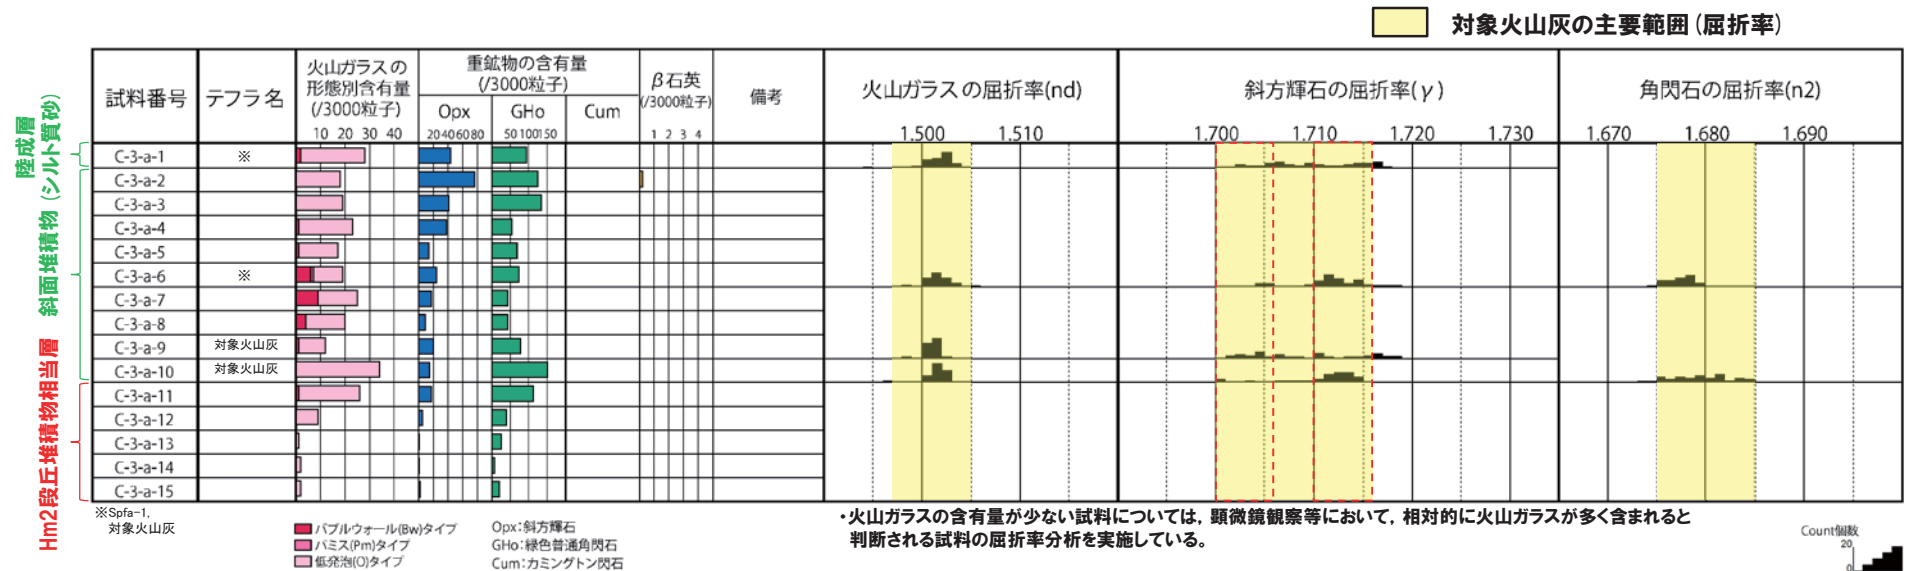 対象火山灰の主要範囲(屈折率)
試料番号
テフラ名
火山ガラスの
形態別含有量
(/3000粒子)
10 20 30 40
重鉱物の含有量
(/3000粒子)
Opx
20 40 60 80
GHo
50 100 150
Cum
β石英
(/3000粒子)
1 2 3 4
備考
火山ガラスの屈折率(nd)
1.500 1.510
斜方輝石の屈折率(γ)
1.700 1.710 1.720 1.730
角閃石の屈折率(n2)
1.670 1.680 1.690
陸成層
(シルト質砂)
斜面堆積物
Hm2段丘堆積物相当層
C-3-a-1 ※
C-3-a-2
C-3-a-3
C-3-a-4
C-3-a-5
C-3-a-6 ※
C-3-a-7
C-3-a-8
C-3-a-9 対象火山灰
C-3-a-10 対象火山灰
C-3-a-11
C-3-a-12
C-3-a-13
C-3-a-14
C-3-a-15
※Spfa-1,
対象火山灰
バブルウォール(Bw)タイプ
パミス(Pm)タイプ
低発泡(O)タイプ
Opx:斜方輝石
GHo:緑色普通角閃石
Cum:カミングトン閃石
・火山ガラスの含有量が少ない試料については,顕微鏡観察等において,相対的に火山ガラスが多く含まれると
判断される試料の屈折率分析を実施している。
Count個数
20
0